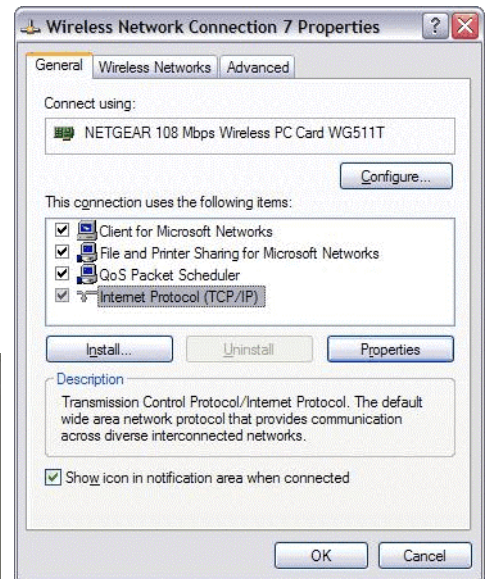 Wireless Network Connection 7 Properties
General Wireless Networks Advanced
Connect using:
NETGEAR 108 Mbps Wireless PC Card WG511T
Configure...
This connection uses the following items:
Client for Microsoft Networks
File and Printer Sharing for Microsoft Networks
QoS Packet Scheduler
Internet Protocol (TCP/IP)
Install... Uninstall Properties
Description
Transmission Control Protocol/Internet Protocol. The default
wide area network protocol that provides communication
across diverse interconnected networks.
Show icon in notification area when connected
OK Cancel